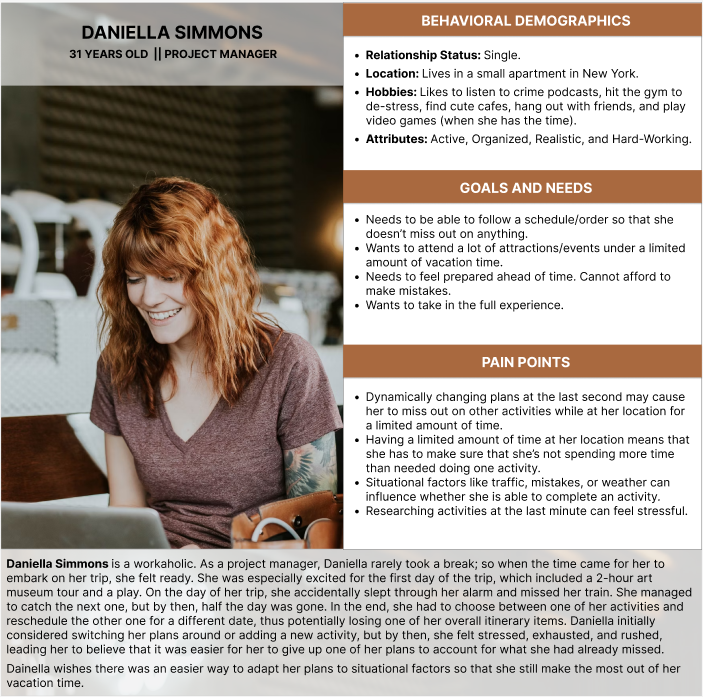 DANIELLA SIMMONS
31 YEARS OLD || PROJECT MANAGER
BEHAVIORAL DEMOGRAPHICS
• Relationship Status: Single.
• Location: Lives in a small apartment in New York.
• Hobbies: Likes to listen to crime podcasts, hit the gym to
de-stress, find cute cafes, hang out with friends, and play
video games (when she has the time).
• Attributes: Active, Organized, Realistic, and Hard-Working.
GOALS AND NEEDS
• Needs to be able to follow a schedule/order so that she
doesn't miss out on anything.
• Wants to attend a lot of attractions/events under a limited
amount of vacation time.
• Needs to feel prepared ahead of time. Cannot afford to
make mistakes.
• Wants to take in the full experience.
PAIN POINTS
• Dynamically changing plans at the last second may cause
her to miss out on other activities while at her location for
a limited amount of time.
• Having a limited amount of time at her location means that
she has to make sure that she's not spending more time
than needed doing one activity.
• Situational factors like traffic, mistakes, or weather can
influence whether she is able to complete an activity.
• Researching activities at the last minute can feel stressful.
Daniella Simmons is a workaholic. As a project manager, Daniella rarely took a break; so when the time came for her to
embark on her trip, she felt ready. She was especially excited for the first day of the trip, which included a 2-hour art
museum tour and a play. On the day of her trip, she accidentally slept through her alarm and missed her train. She managed
to catch the next one, but by then, half the day was gone. In the end, she had to choose between one of her activities and
reschedule the other one for a different date, thus potentially losing one of her overall itinerary items. Daniella initially
considered switching her plans around or adding a new activity, but by then, she felt stressed, exhausted, and rushed,
leading her to believe that it was easier for her to give up one of her plans to account for what she had already missed.
Dainella wishes there was an easier way to adapt her plans to situational factors so that she still make the most out of her
vacation time.